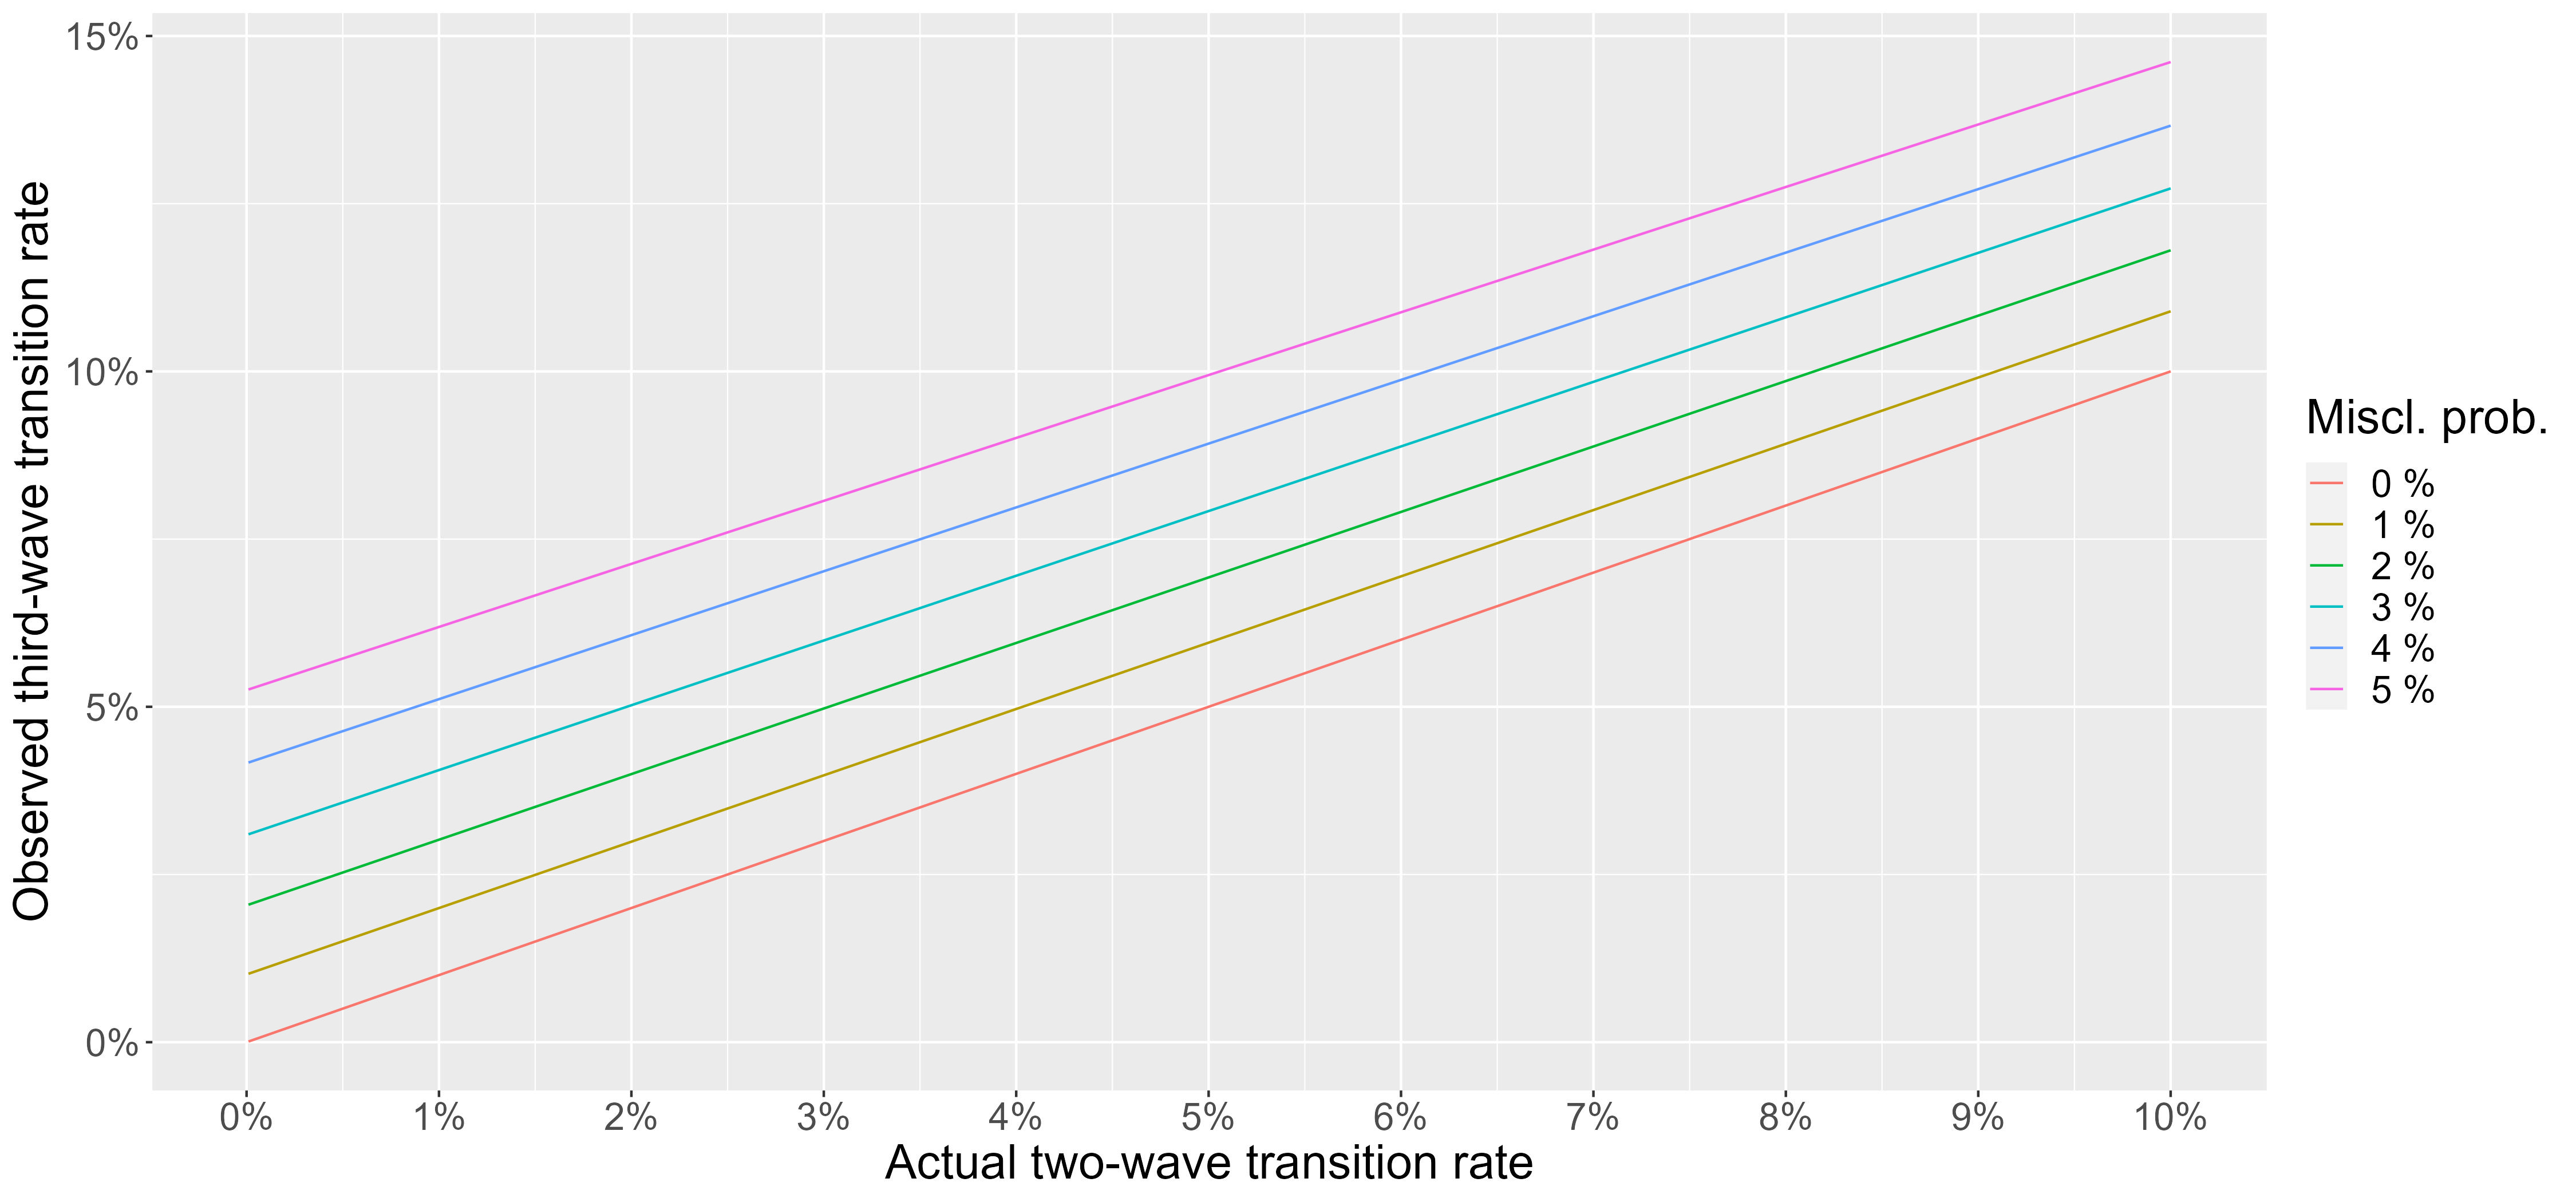 Observed third-wave transition rate
15%
10%
5%
0%
0% 1% 2% 3% 4% 5% 6% 7% 8% 9% 10%
Actual two-wave transition rate
Miscl. prob.
0 %
1 %
2 %
3 %
4 %
5 %